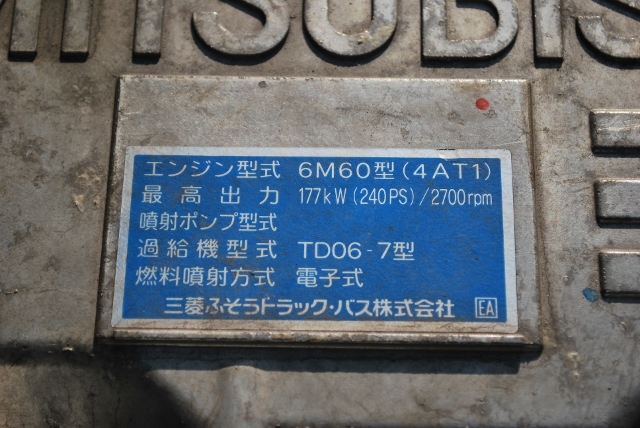 MITSUBIS
エンジン型式 6M60型(4AT1)
最高出力 177kW(240PS)/2700rpm
噴射ポンプ型式
過給機型式 TD06-7型
燃料噴射方式 電子式
三菱ふそうトラック・バス株式会社 EA